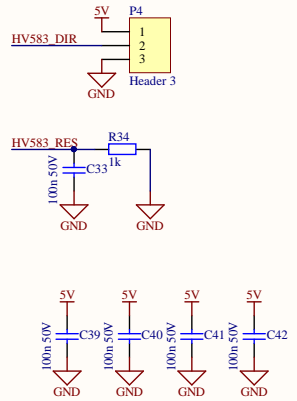 P4
5V
1
HV583_DIR
2
3
Header 3
GND
HV583_RES
R34
1k
C33
100n 50V
GND
GND
5V
5V
5V
5V
C39
C40
C41
C42
100n 50V
100n 50V
100n 50V
100n 50V
GND
GND
GND
GND